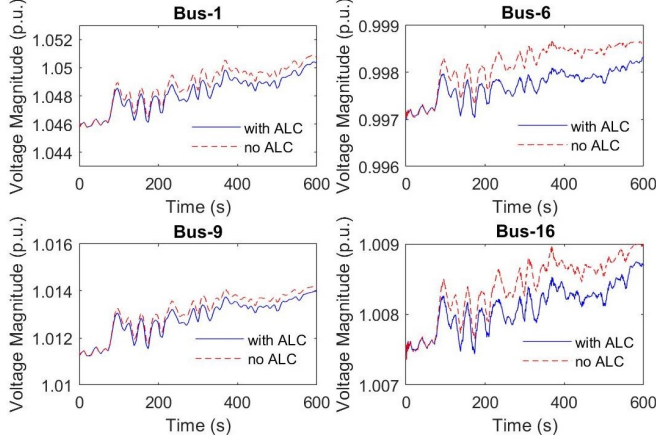 Bus-1
Voltage Magnitude (p.u.)
1.052
1.05
1.048
1.046
1.044
with ALC
no ALC
0 200 400 600
Time (s)
Bus-6
Voltage Magnitude (p.u.)
0.999
0.998
0.997
0.996
with ALC
no ALC
0 200 400 600
Time (s)
Bus-9
Voltage Magnitude (p.u.)
1.016
1.014
1.012
1.01
with ALC
no ALC
0 200 400 600
Time (s)
Bus-16
Voltage Magnitude (p.u.)
1.009
1.008
1.007
with ALC
no ALC
0 200 400 600
Time (s)